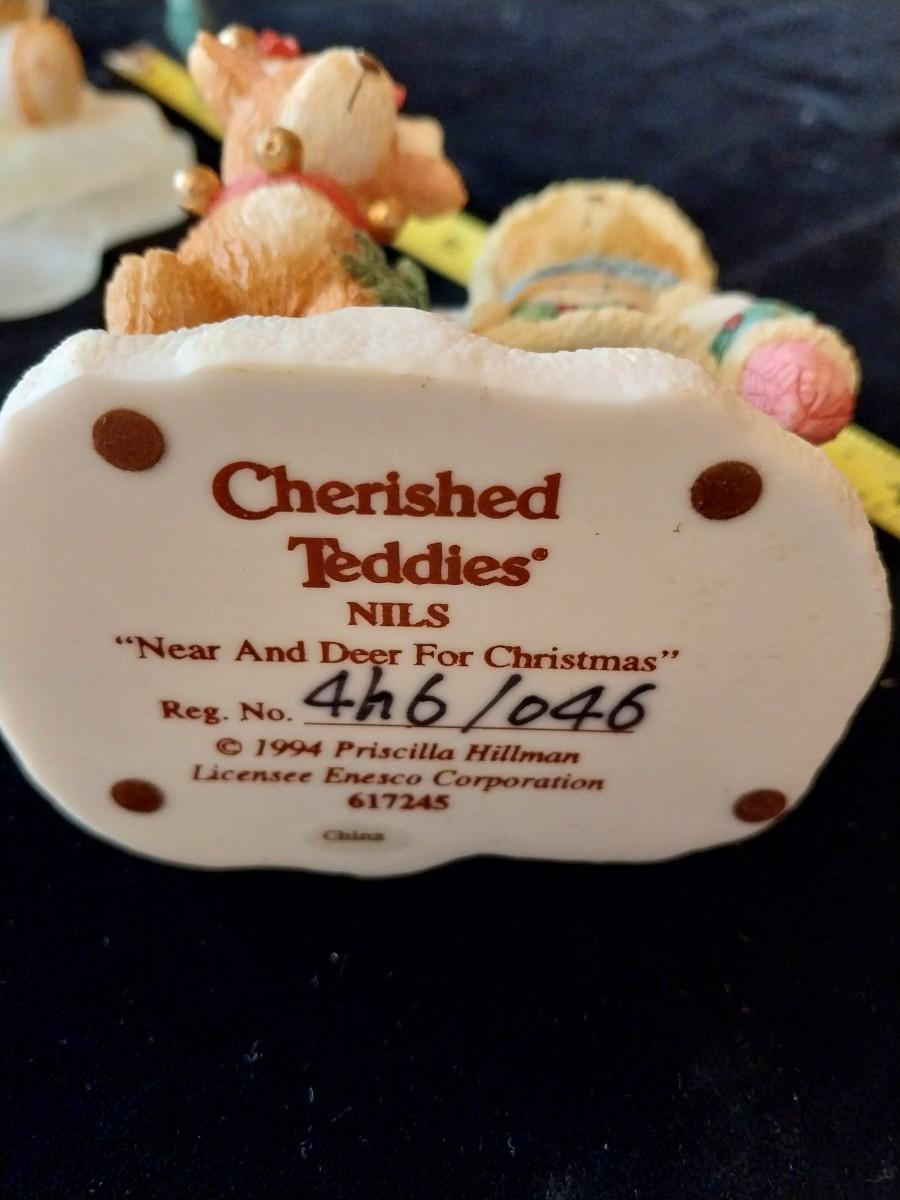 Cherished
Teddies®
NILS
“Near And Deer For Christmas”
Reg. No. 4h6/046
© 1994 Priscilla Hillman
Licensee Enesco Corporation
617245
China